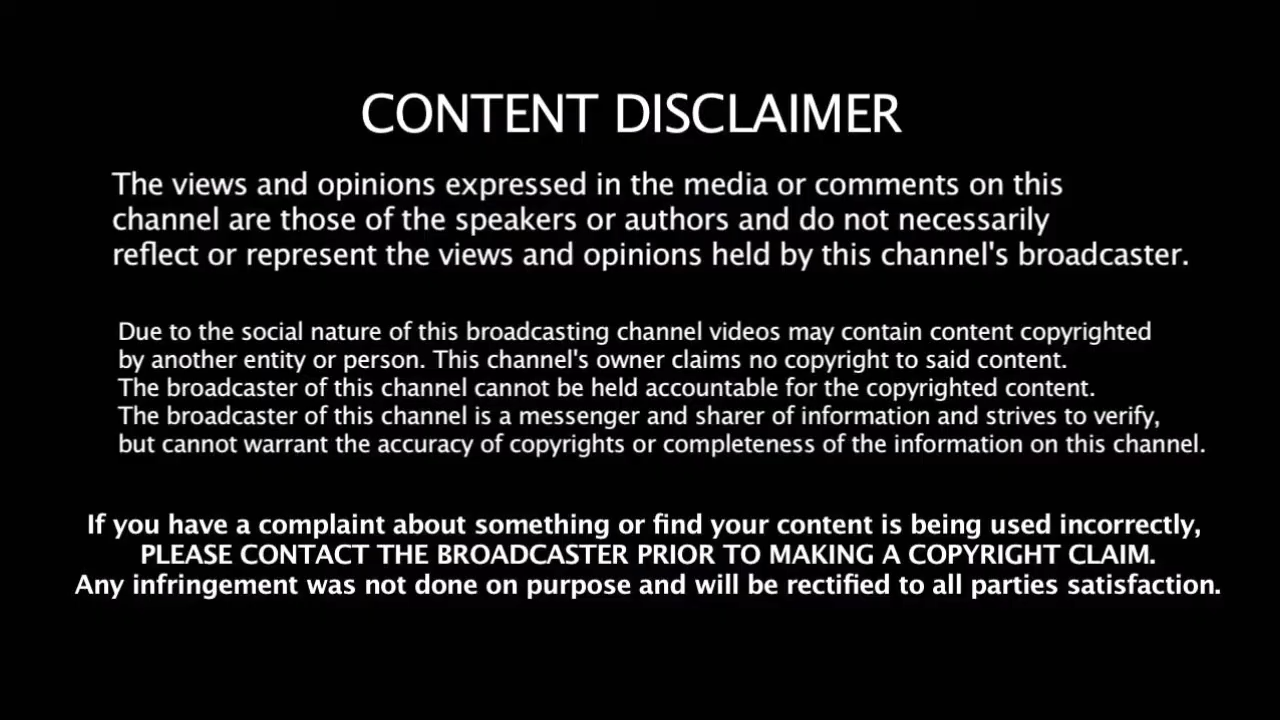 CONTENT DISCLAIMER
The views and opinions expressed in the media or comments on this
channel are those of the speakers or authors and do not necessarily
reflect or represent the views and opinions held by this channel's broadcaster.
Due to the social nature of this broadcasting channel videos may contain content copyrighted
by another entity or person. This channel's owner claims no copyright to said content.
The broadcaster of this channel cannot be held accountable for the copyrighted content.
The broadcaster of this channel is a messenger and sharer of information and strives to verify,
but cannot warrant the accuracy of copyrights or completeness of the information on this channel.
If you have a complaint about something or find your content is being used incorrectly,
PLEASE CONTACT THE BROADCASTER PRIOR TO MAKING A COPYRIGHT CLAIM.
Any infringement was not done on purpose and will be rectified to all parties satisfaction.